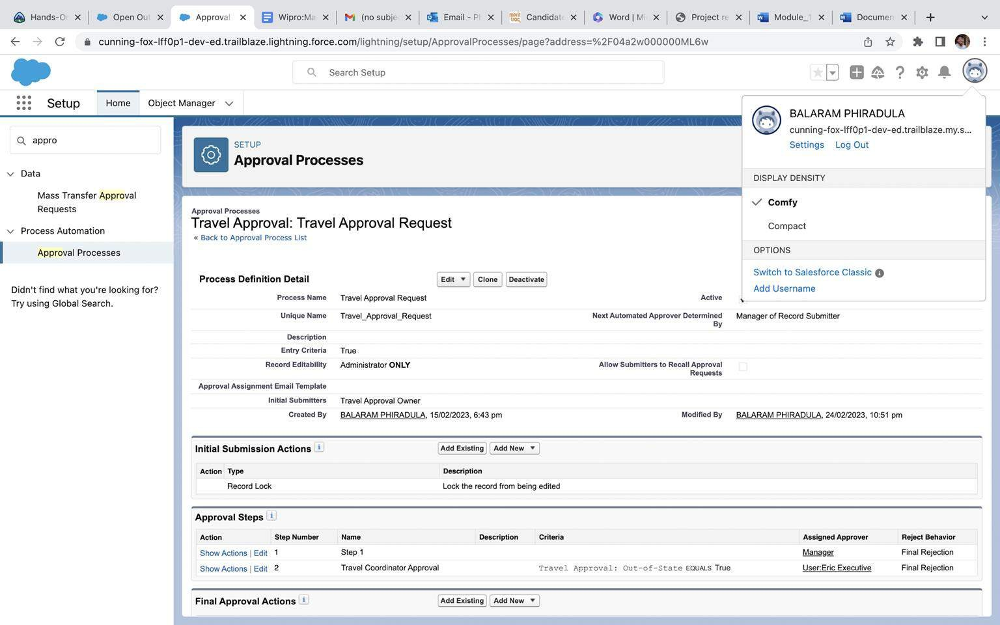 Hands-O
Open Out
Approval
Wipro:Ma
(no subje
Email - P
merit trac
Candidate
Word | Mi
Project re
Module_1
Documen
cunning-fox-lff0p1-dev-ed.trailblaze.lightning.force.com/lightning/setup/ApprovalProcesses/page?address=%2F04a2w000000ML6w
Search Setup
Setup
Home
Object Manager
appro
Data
Mass Transfer Approval
Requests
Process Automation
Approval Processes
Didn't find what you're looking for?
Try using Global Search.
SETUP
Approval Processes
BALARAM PHIRADULA
cunning-fox-lff0p1-dev-ed.trailblaze.my.s...
Settings Log Out
DISPLAY DENSITY
Comfy
Compact
OPTIONS
Switch to Salesforce Classic
Add Username
Approval Processes
Travel Approval: Travel Approval Request
« Back to Approval Process List
Process Definition Detail Edit Clone Deactivate
Process Name Travel Approval Request Active
Unique Name Travel_Approval_Request Next Automated Approver Determined By Manager of Record Submitter
Description
Entry Criteria True
Record Editability Administrator ONLY Allow Submitters to Recall Approval Requests
Approval Assignment Email Template
Initial Submitters Travel Approval Owner
Created By BALARAM PHIRADULA, 15/02/2023, 6:43 pm Modified By BALARAM PHIRADULA, 24/02/2023, 10:51 pm
Initial Submission Actions Add Existing Add New
Action Type Description
Record Lock Lock the record from being edited
Approval Steps
Action Step Number Name Description Criteria Assigned Approver Reject Behavior
Show Actions | Edit 1 Step 1 Manager Final Rejection
Show Actions | Edit 2 Travel Coordinator Approval Travel Approval: Out-of-State EQUALS True User:Eric Executive Final Rejection
Final Approval Actions Add Existing Add New